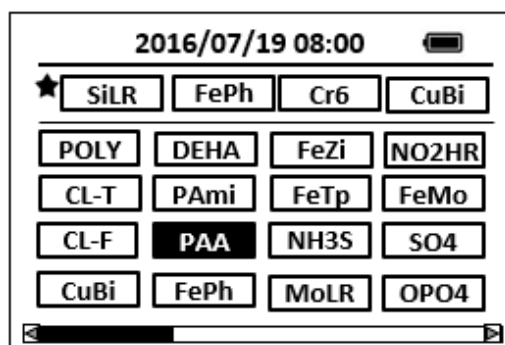 2016/07/19 08:00
SiLR FePh Cr6 CuBi
POLY DEHA FeZi NO2HR
CL-T PAmi FeTp FeMo
CL-F PAA NH3S SO4
CuBi FePh MoLR OPO4